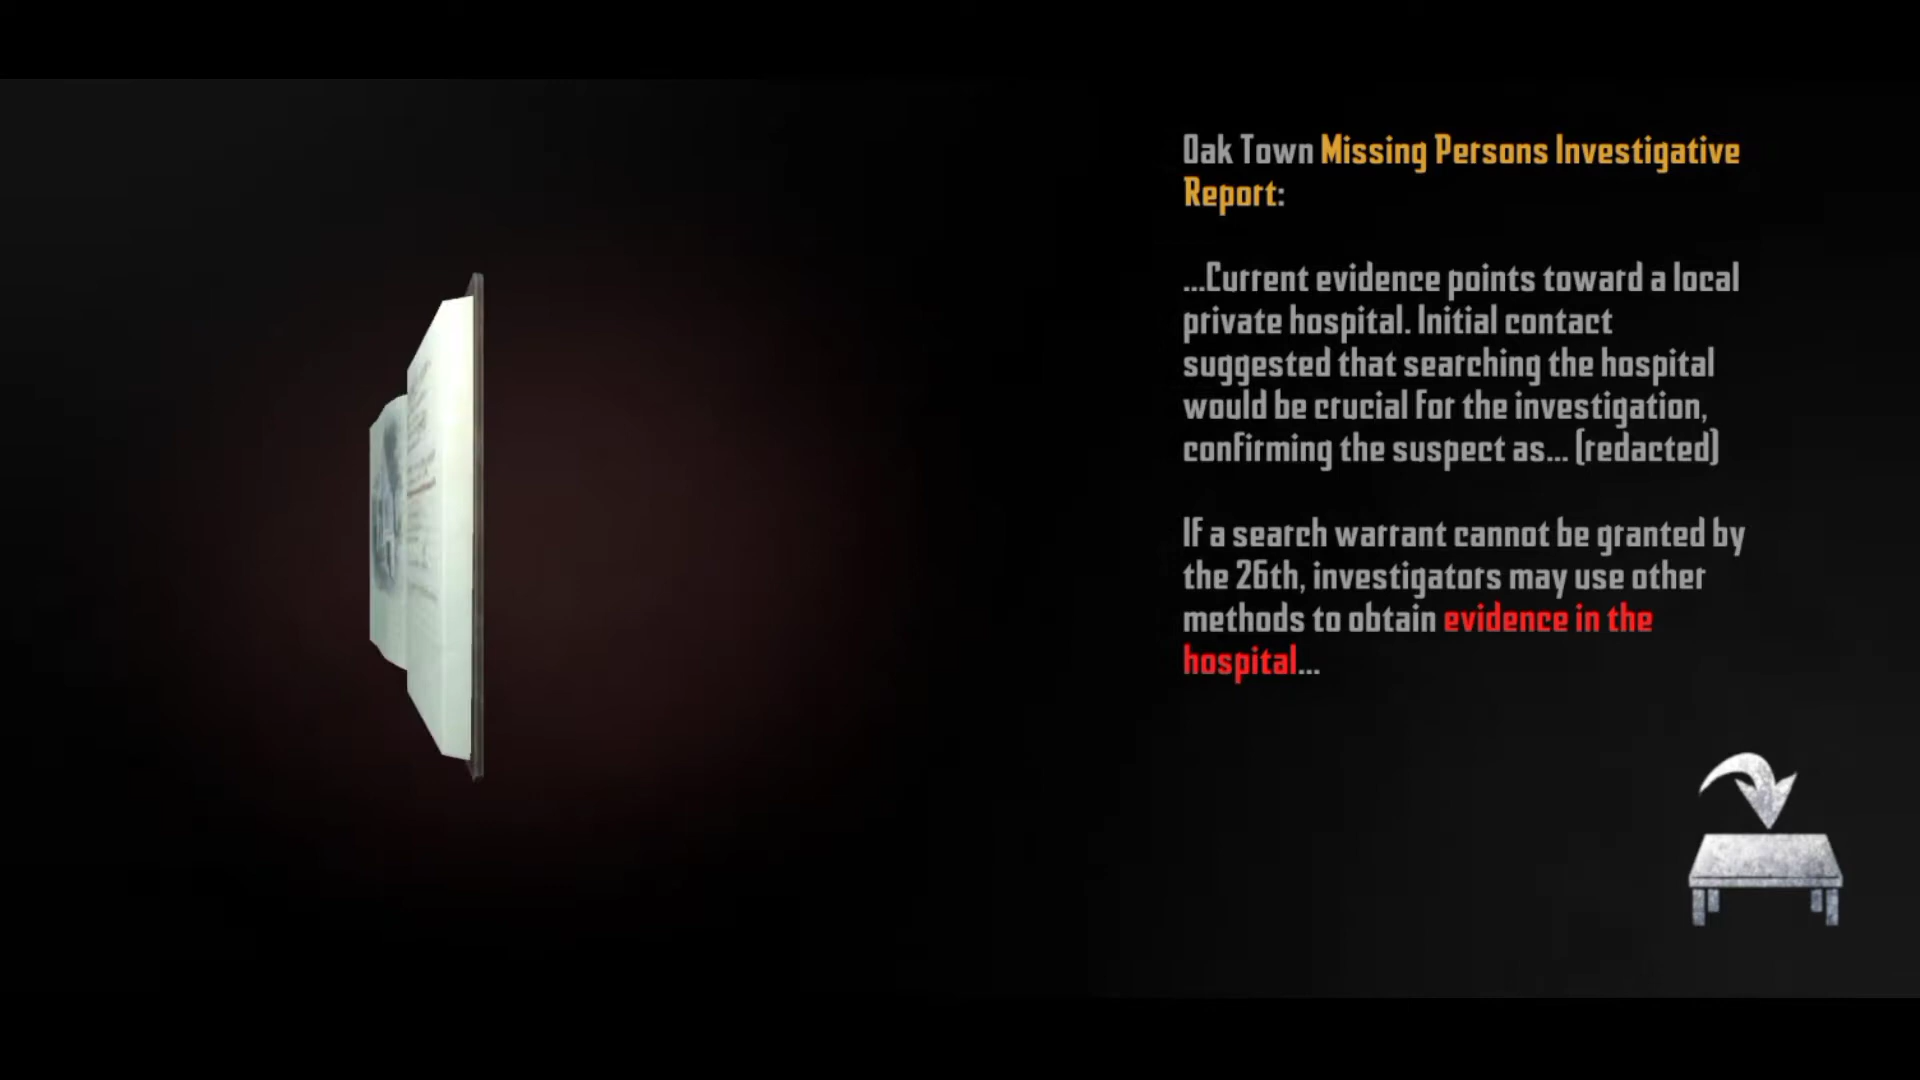 Oak Town Missing Persons Investigative
Report:
...Current evidence points toward a local
private hospital. Initial contact
suggested that searching the hospital
would be crucial for the investigation,
confirming the suspect as... (redacted)
If a search warrant cannot be granted by
the 26th, investigators may use other
methods to obtain evidence in the
hospital...